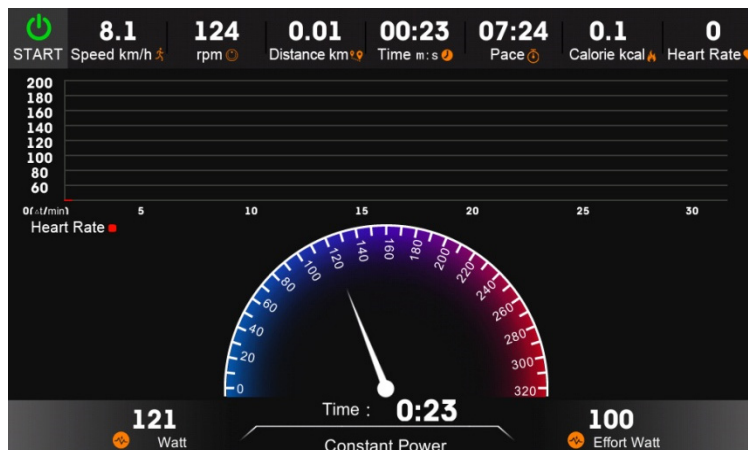 8.1 124 0.01 00:23 07:24 0.1 0
START Speed km/h rpm Distance km Time m:s Pace Calorie kcal Heart Rate
200
180
160
140
120
100
80
60
0(△t/min) 5 10 15 20 25 30
Heart Rate
0 20 40 60 80 100 120 140 160 180 200 220 240 260 280 300 320
Time : 0:23
121 100
Watt Effort Watt
Constant Power